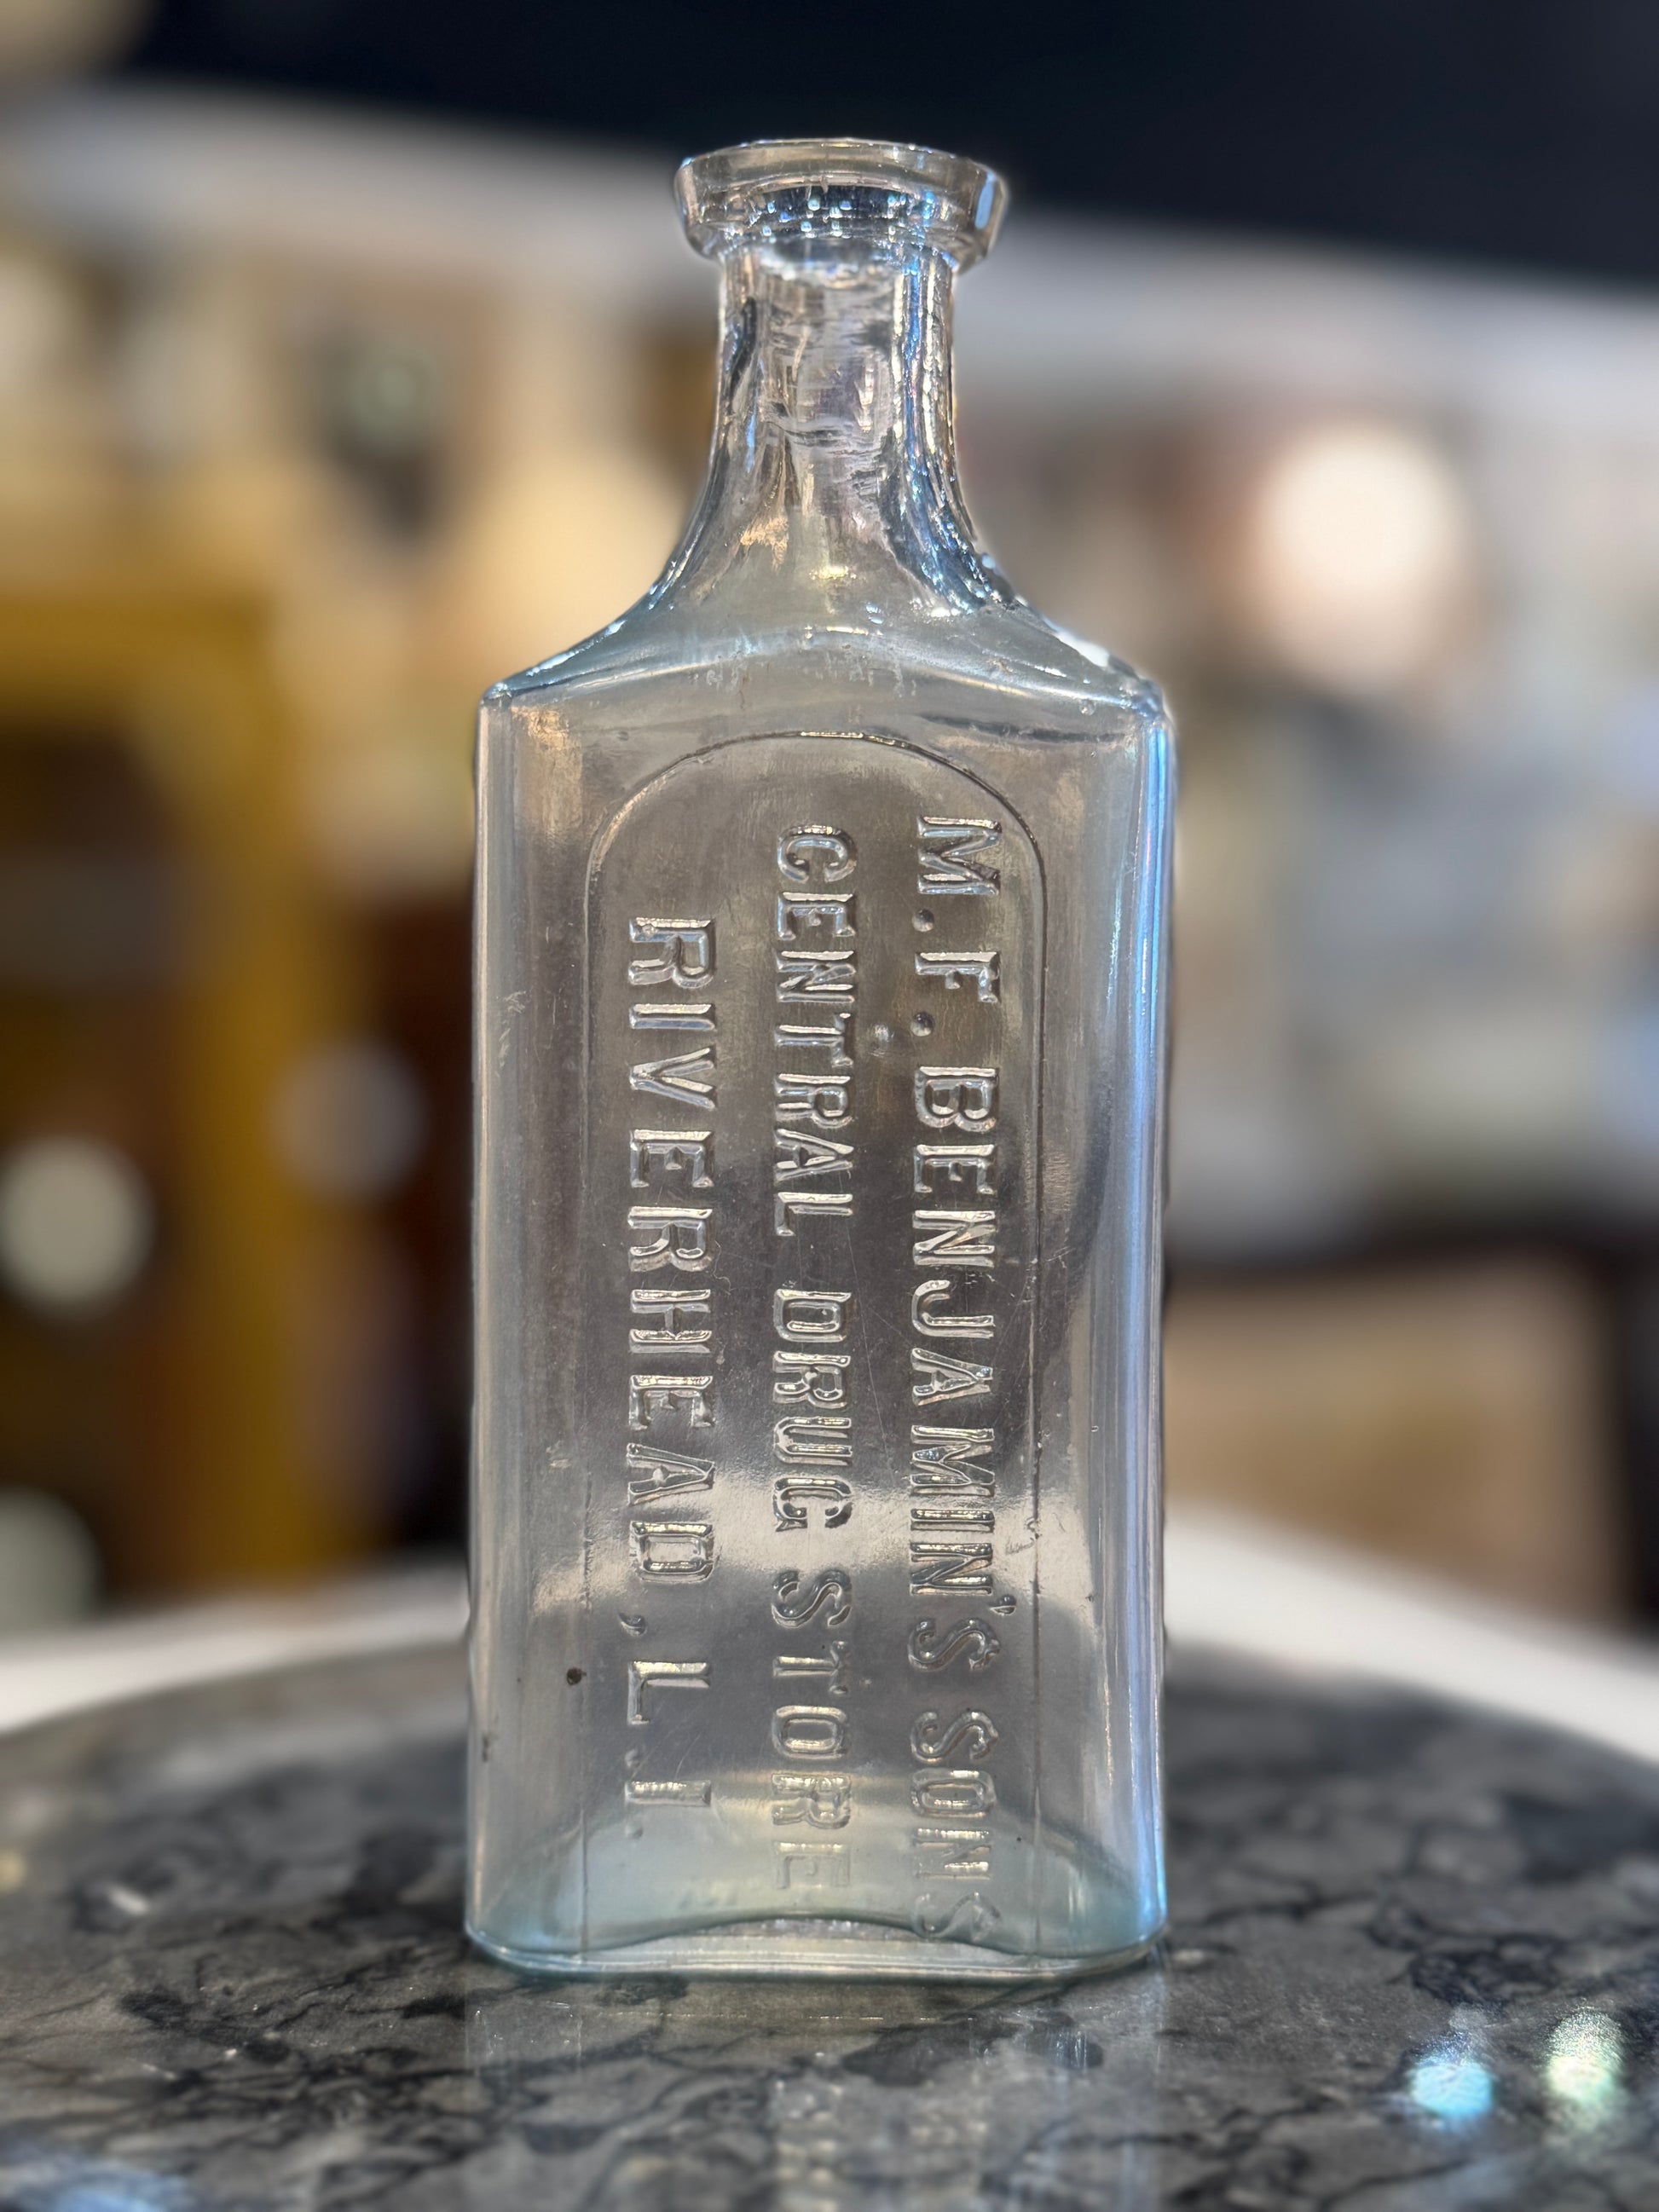 M. F. BENJAMIN'S SONS
CENTRAL DRUG STORE
RIVERHEAD, L. I.